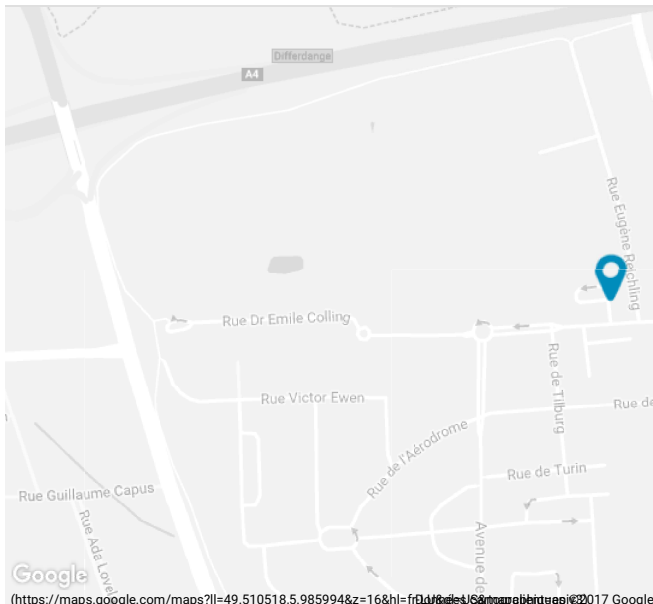 Differdange
A4
Rue Eugène Reichling
Rue Dr Emile Colling
Rue de Tilburg
Rue Victor Ewen
Rue de
Rue de l'Aérodrome
Rue de Turin
Rue Guillaume Capus
Rue Ada Lovel
Avenue de
Google
(https://maps.google.com/maps?ll=49.510518,5.985994&z=16&hl=fr
2017 Google